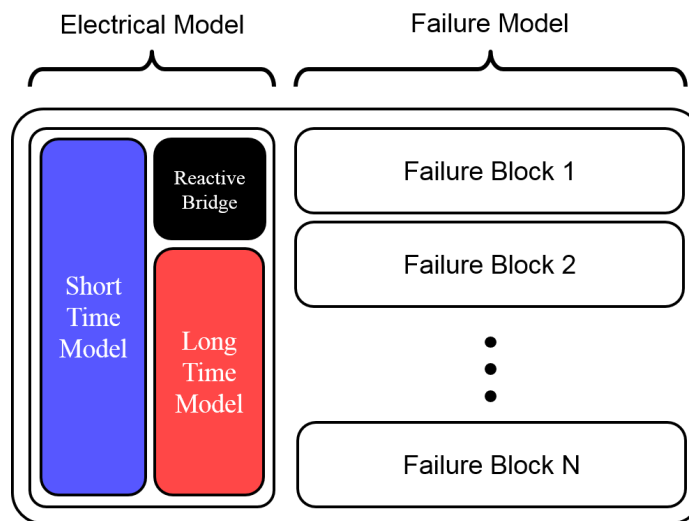 Electrical Model
Failure Model
Short
Time
Model
Reactive
Bridge
Long
Time
Model
Failure Block 1
Failure Block 2
Failure Block N